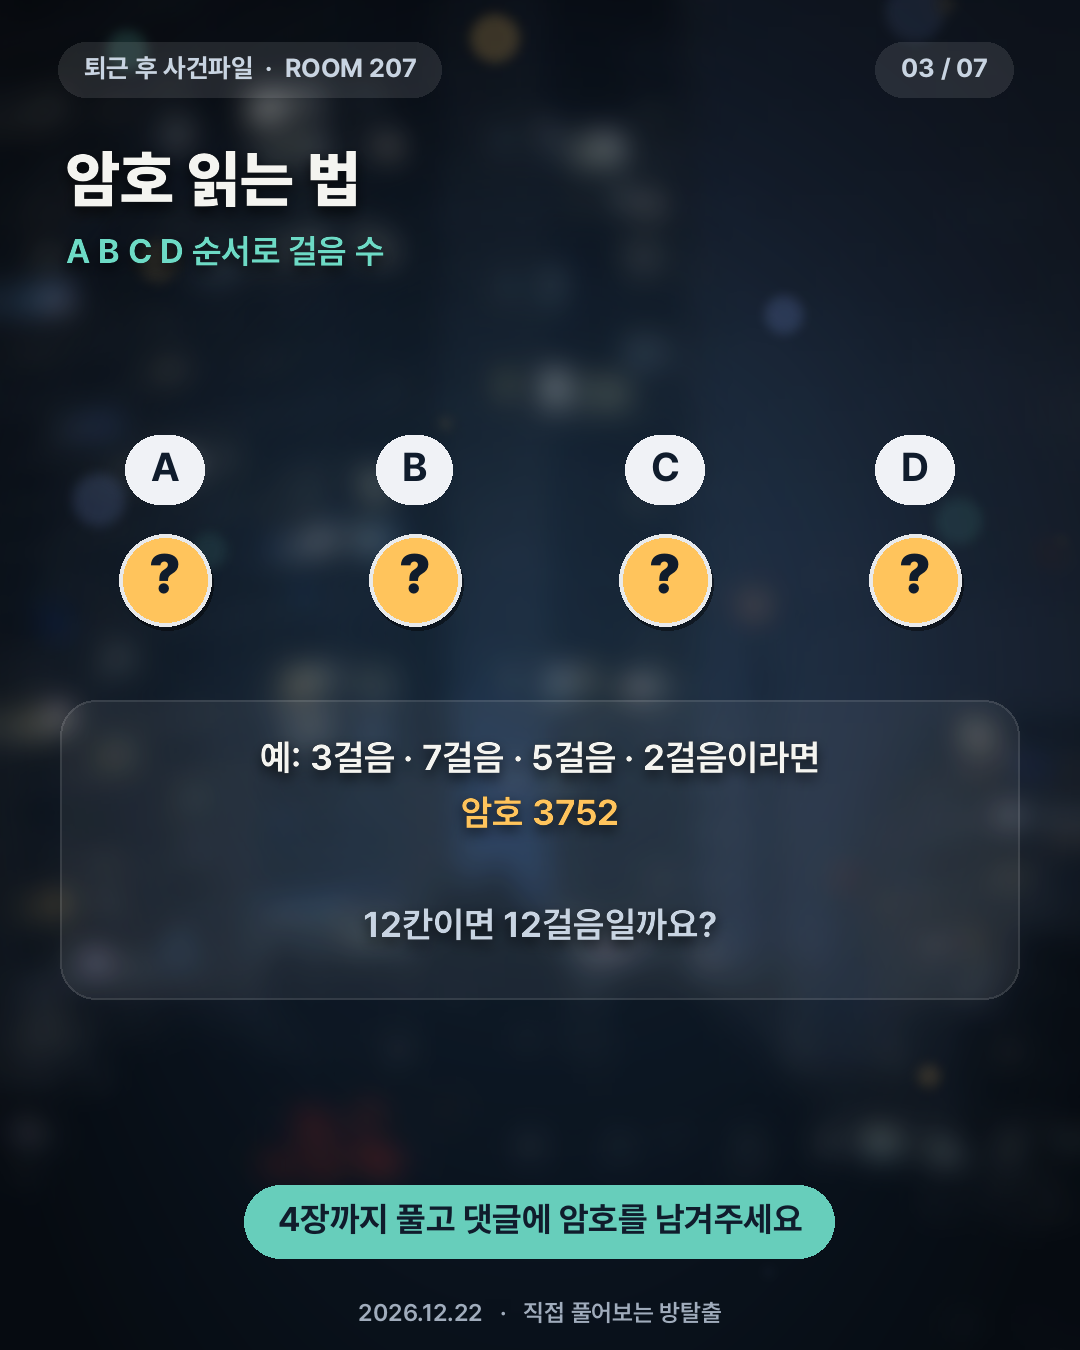 퇴근 후 사건파일 · ROOM 207
03 / 07
암호 읽는 법
A B C D 순서로 걸음 수
A B C D
? ? ? ?
예: 3걸음 · 7걸음 · 5걸음 · 2걸음이라면
암호 3752
12칸이면 12걸음일까요?
4장까지 풀고 댓글에 암호를 남겨주세요
2026.12.22 · 직접 풀어보는 방탈출